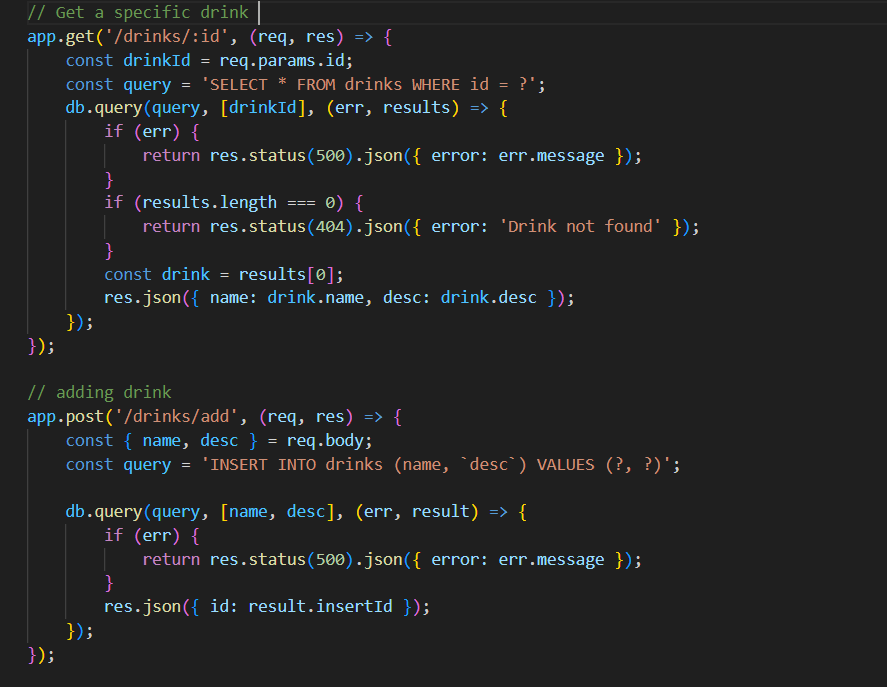 // Get a specific drink
app.get('/drinks/:id', (req, res) => {
    const drinkId = req.params.id;
    const query = 'SELECT * FROM drinks WHERE id = ?';
    db.query(query, [drinkId], (err, results) => {
        if (err) {
            return res.status(500).json({ error: err.message });
        }
        if (results.length === 0) {
            return res.status(404).json({ error: 'Drink not found' });
        }
        const drink = results[0];
        res.json({ name: drink.name, desc: drink.desc });
    });
});

// adding drink
app.post('/drinks/add', (req, res) => {
    const { name, desc } = req.body;
    const query = 'INSERT INTO drinks (name, `desc`) VALUES (?, ?)';

    db.query(query, [name, desc], (err, result) => {
        if (err) {
            return res.status(500).json({ error: err.message });
        }
        res.json({ id: result.insertId });
    });
});